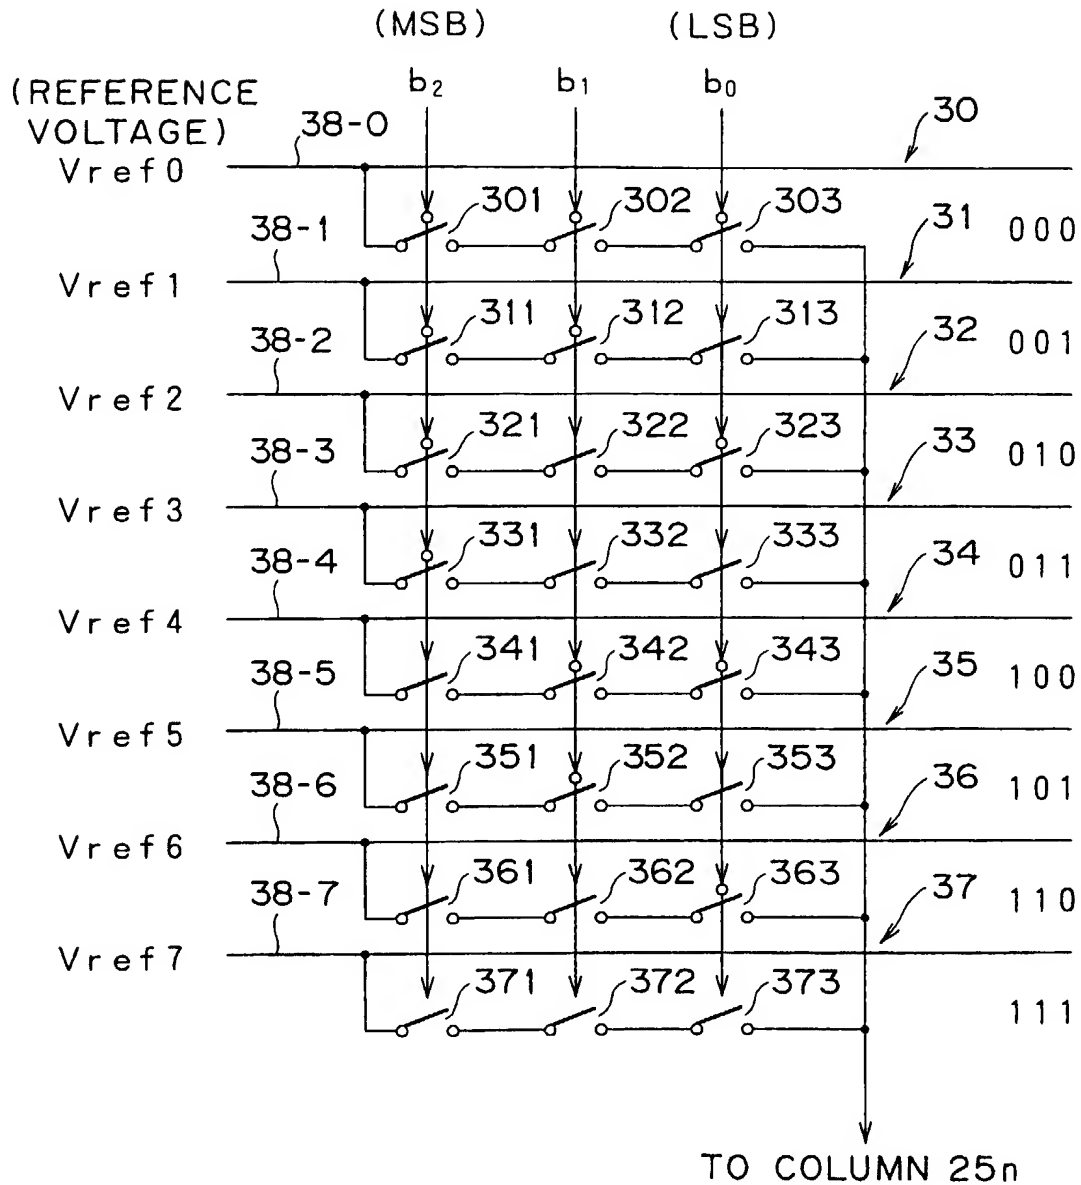 (MSB) (LSB)
b2 b1 b0
(REFERENCE
VOLTAGE)
38-0 30
Vref0
301 302 303
38-1 31 000
Vref1
311 312 313
38-2 32 001
Vref2
321 322 323
38-3 33 010
Vref3
331 332 333
38-4 34 011
Vref4
341 342 343
38-5 35 100
Vref5
351 352 353
38-6 36 101
Vref6
361 362 363
38-7 37 110
Vref7
371 372 373
111
TO COLUMN 25n